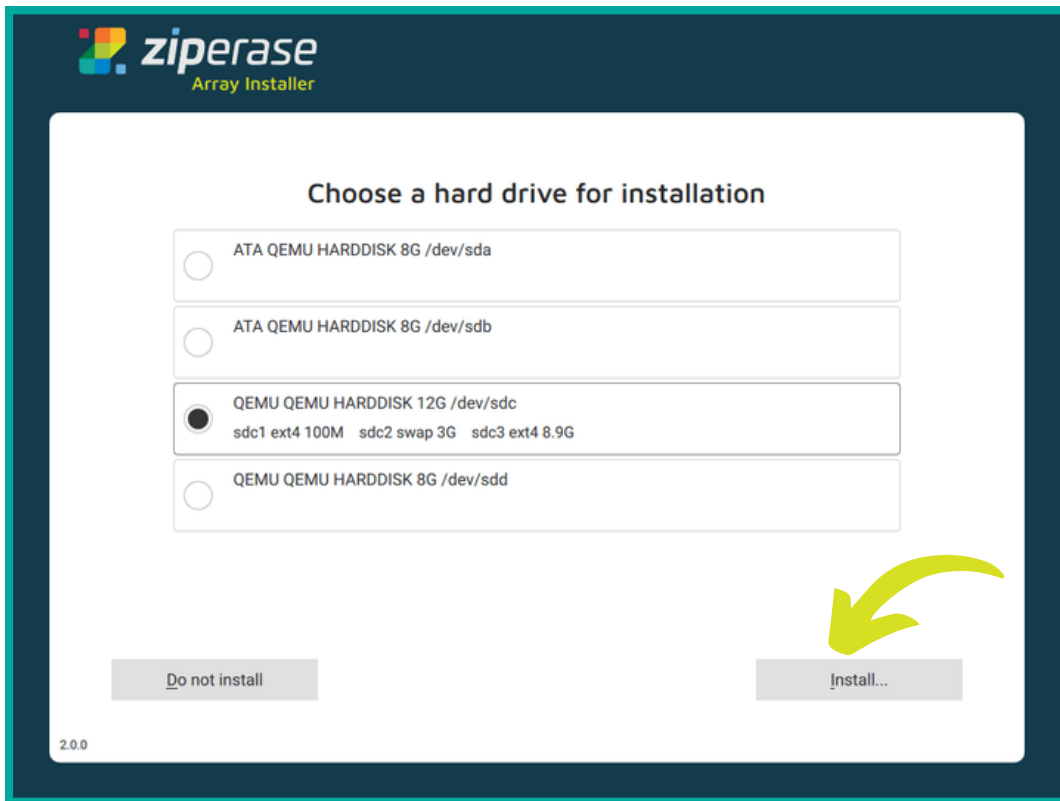 ziperase
Array Installer
Choose a hard drive for installation
ATA QEMU HARDDISK 8G /dev/sda
ATA QEMU HARDDISK 8G /dev/sdb
QEMU QEMU HARDDISK 12G /dev/sdc
sdc1 ext4 100M sdc2 swap 3G sdc3 ext4 8.9G
QEMU QEMU HARDDISK 8G /dev/sdd
Do not install
Install...
2.0.0